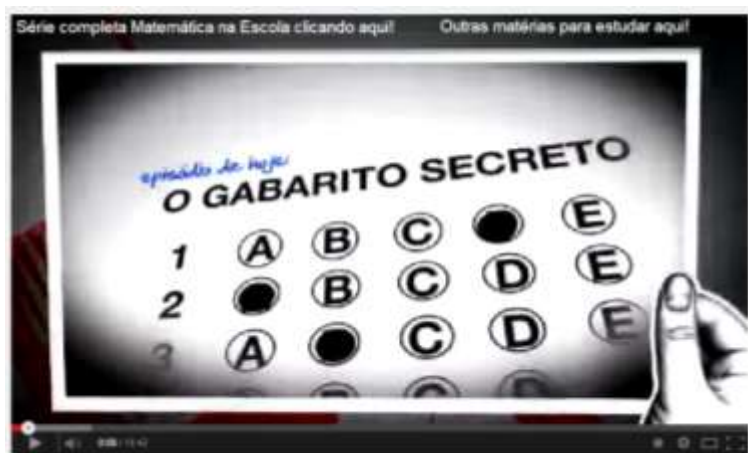 Série completa Matemática na Escola clicando aqui! Outras matérias para estudar aqui!
episódio de hoje:
O GABARITO SECRETO
1 A B C E
2 B C D E
3 A C D E